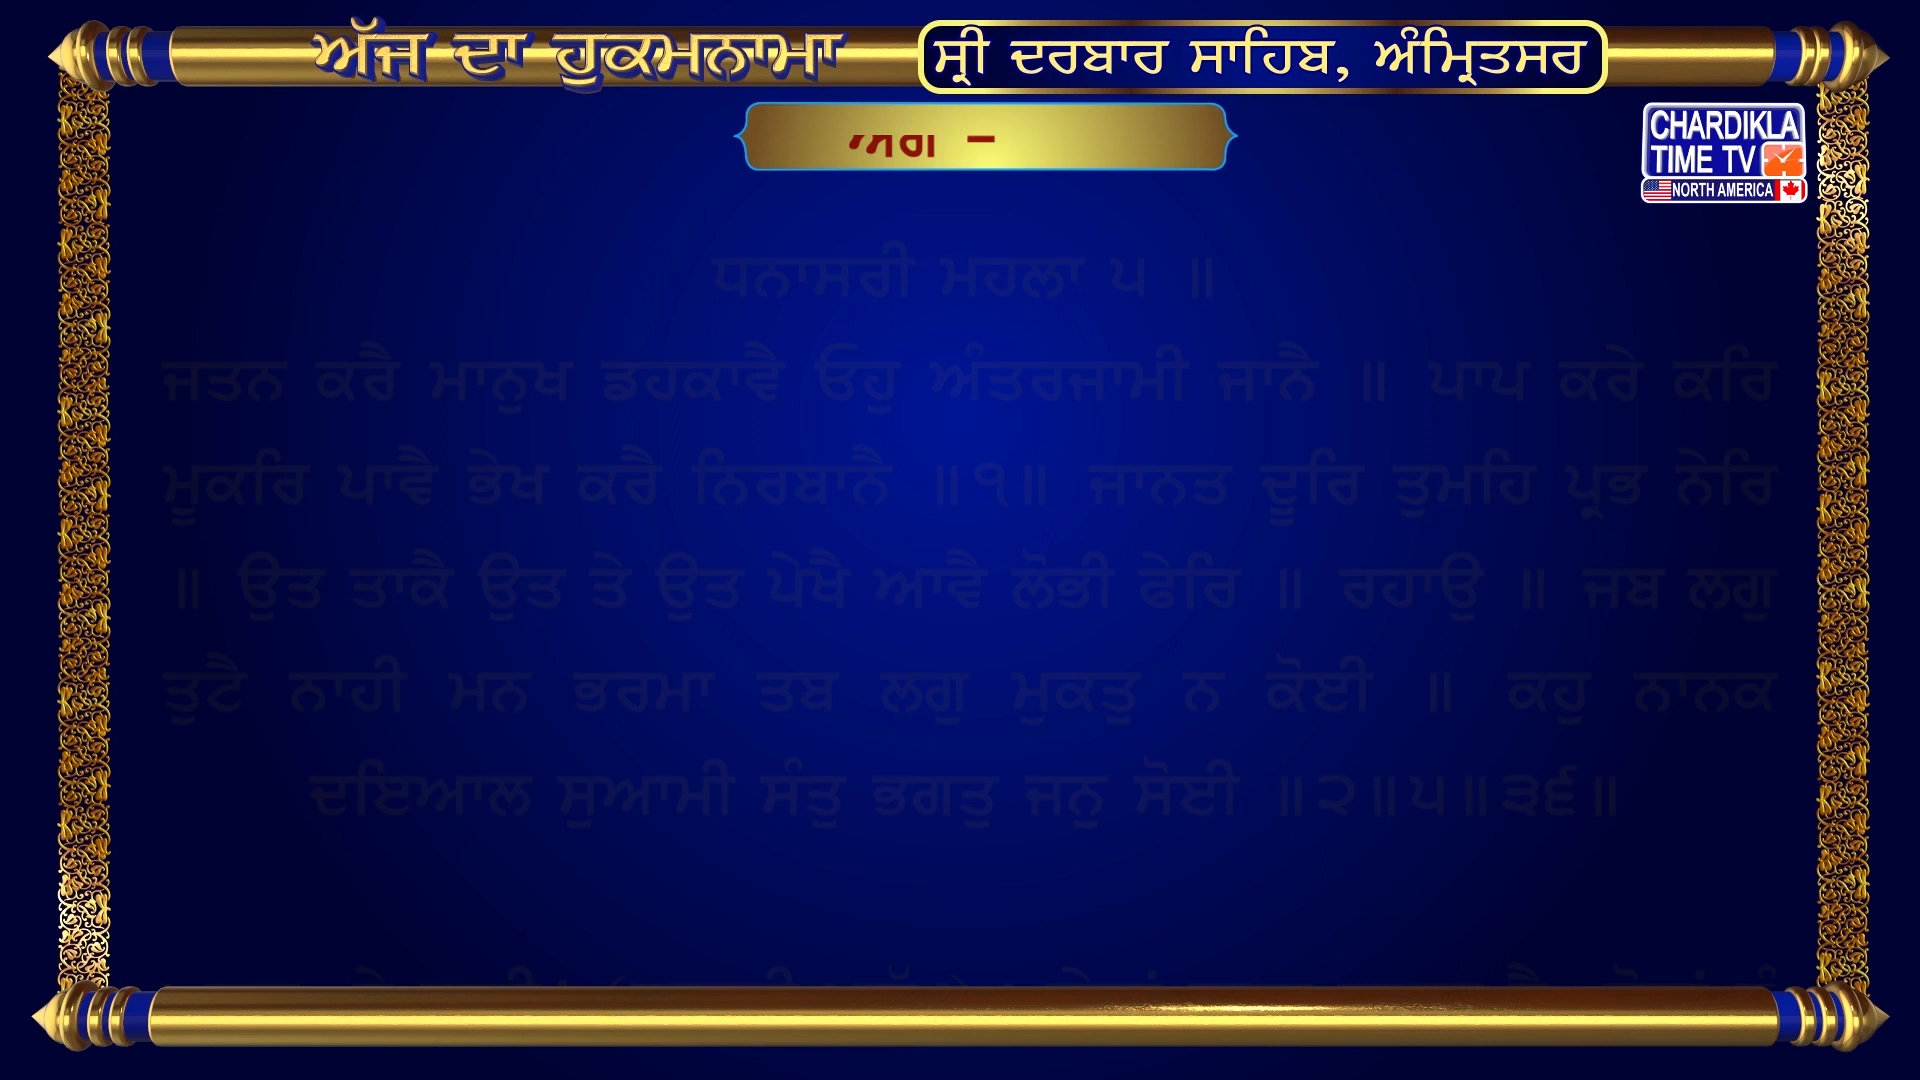 ਅੱਜ ਦਾ ਹੁਕਮਨਾਮਾ
ਸ੍ਰੀ ਦਰਬਾਰ ਸਾਹਿਬ, ਅੰਮ੍ਰਿਤਸਰ
CHARDIKLA
TIME TV
NORTH AMERICA
ਧਨਾਸਰੀ ਮਹਲਾ ੫ ॥
ਜਤਨ ਕਰੈ ਮਾਨੁਖ ਡਹਕਾਵੈ ਓਹੁ ਅੰਤਰਜਾਮੀ ਜਾਨੈ ॥ ਪਾਪ ਕਰੇ ਕਰਿ
ਮੂਕਰਿ ਪਾਵੈ ਭੇਖ ਕਰੈ ਨਿਰਬਾਨੈ ॥੧॥ ਜਾਨਤ ਦੂਰਿ ਤੁਮਹਿ ਪ੍ਰਭ ਨੇਰਿ
॥ ਉਤ ਤਾਕੈ ਉਤ ਤੇ ਉਤ ਪੇਖੈ ਆਵੈ ਲੋਭੀ ਫੇਰਿ ॥ ਰਹਾਉ ॥ ਜਬ ਲਗੁ
ਤੁਟੈ ਨਾਹੀ ਮਨ ਭਰਮਾ ਤਬ ਲਗੁ ਮੁਕਤੁ ਨ ਕੋਈ ॥ ਕਹੁ ਨਾਨਕ
ਦਇਆਲ ਸੁਆਮੀ ਸੰਤੁ ਭਗਤੁ ਜਨੁ ਸੋਈ ॥੨॥੫॥੩੬॥